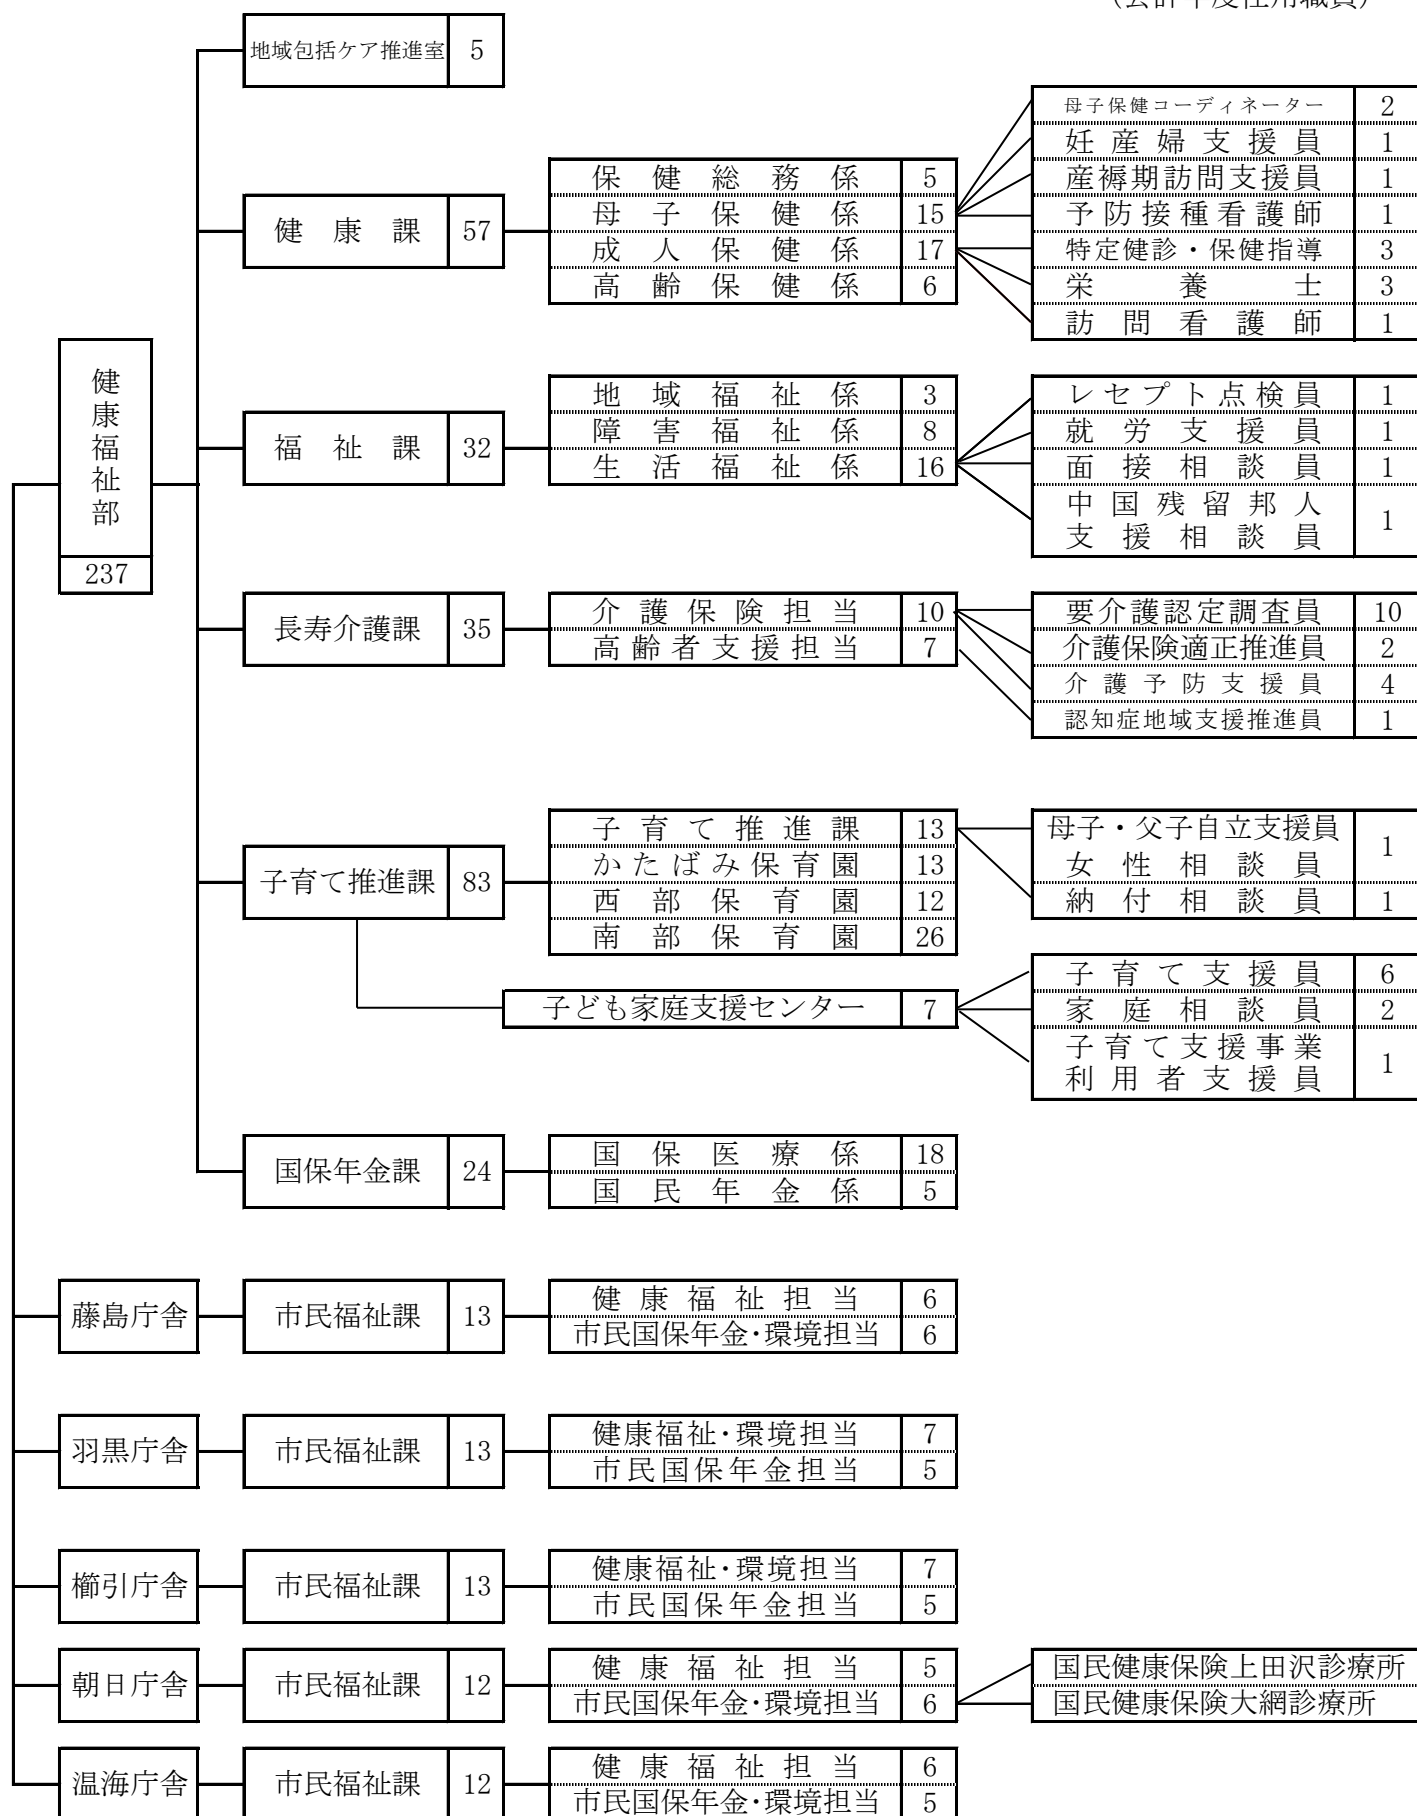 (会計年度任用職員)
地域包括ケア推進室 5
健康課 57
保健総務係 5
母子保健係 15
成人保健係 17
高齢保健係 6
母子保健コーディネーター 2
妊産婦支援員 1
産褥期訪問支援員 1
予防接種看護師 1
特定健診・保健指導 3
栄養士 3
訪問看護師 1
健康福祉部
237
福祉課 32
地域福祉係 3
障害福祉係 8
生活福祉係 16
レセプト点検員 1
就労支援員 1
面接相談員 1
中国残留邦人
支援相談員 1
長寿介護課 35
介護保険担当 10
高齢者支援担当 7
要介護認定調査員 10
介護保険適正推進員 2
介護予防支援員 4
認知症地域支援推進員 1
子育て推進課 83
子育て推進課 13
かたばみ保育園 13
西部保育園 12
南部保育園 26
母子・父子自立支援員
女性相談員 1
納付相談員 1
子ども家庭支援センター 7
子育て支援員 6
家庭相談員 2
子育て支援事業
利用者支援員 1
国保年金課 24
国保医療係 18
国民年金係 5
藤島庁舎 市民福祉課 13
健康福祉担当 6
市民国保年金・環境担当 6
羽黒庁舎 市民福祉課 13
健康福祉・環境担当 7
市民国保年金担当 5
櫛引庁舎 市民福祉課 13
健康福祉・環境担当 7
市民国保年金担当 5
朝日庁舎 市民福祉課 12
健康福祉担当 5
市民国保年金・環境担当 6
国民健康保険上田沢診療所
国民健康保険大網診療所
温海庁舎 市民福祉課 12
健康福祉担当 6
市民国保年金・環境担当 5